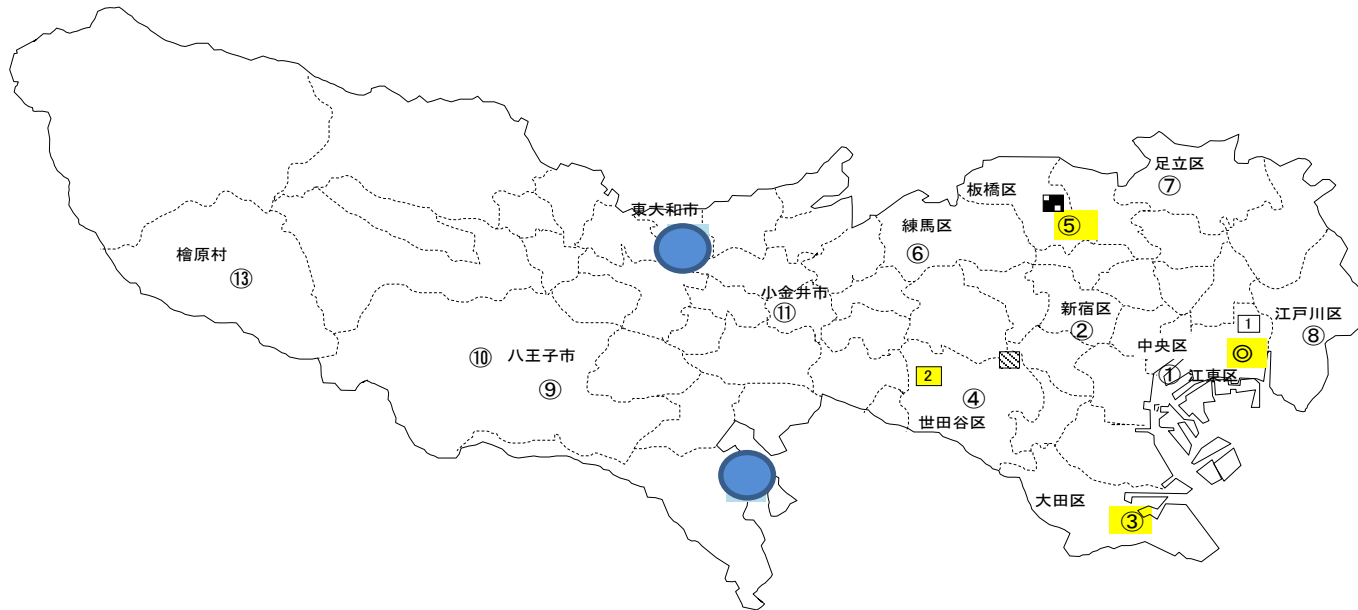 足立区
⑦
板橋区
⑤
東大和市
練馬区
⑥
檜原村
⑬
小金井市
⑪
新宿区
②
江戸川区
⑧
1
中央区
◎
①
江東区
⑩
八王子市
⑨
2
④
世田谷区
大田区
③